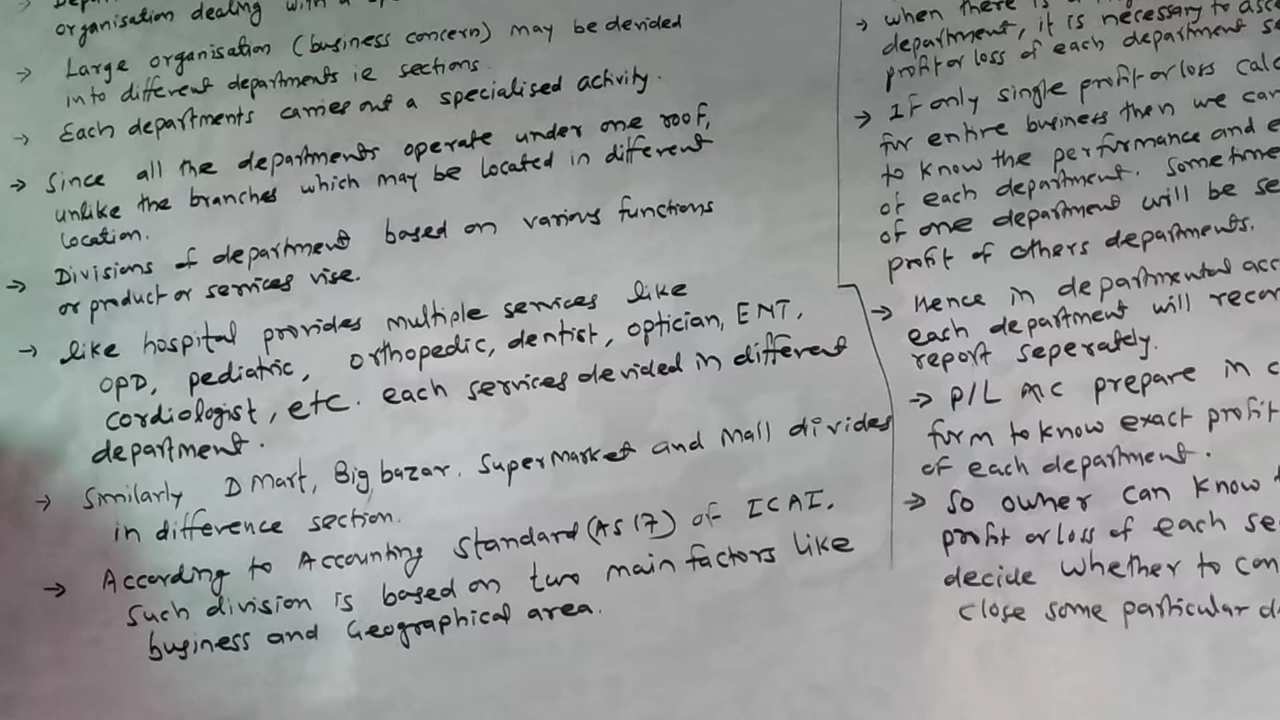 organisation dealing with a
→ Large organisation (business concern) may be devided
into different departments ie sections.
→ Each departments carries out a specialised activity.
→ Since all the departments operate under one roof,
unlike the branches which may be located in different
location.
→ Divisions of department based on various functions
or product or services vise.
→ like hospital provides multiple services like
OPD, pediatric, orthopedic, dentist, optician, ENT,
cordiologist, etc. each services devided in different
department.
→ Similarly D Mart, Big bazar. Supermarket and Mall divides
in difference section.
→ According to Accounting Standard (AS 17) of ICAI.
Such division is based on two main factors like
business and Geographical area.
→ when there is
department, it is necessary to
profit or loss of each department
→ If only single profit or loss
for entire business then we
to know the performance and
of each department.
of one department will be
profit of others departments.
→ Hence in departmental
each department will
report seperately.
→ P/L A/c prepare in
form to know exact profit
of each department.
→ So owner can know
profit or loss of each
decide whether to
close some particular